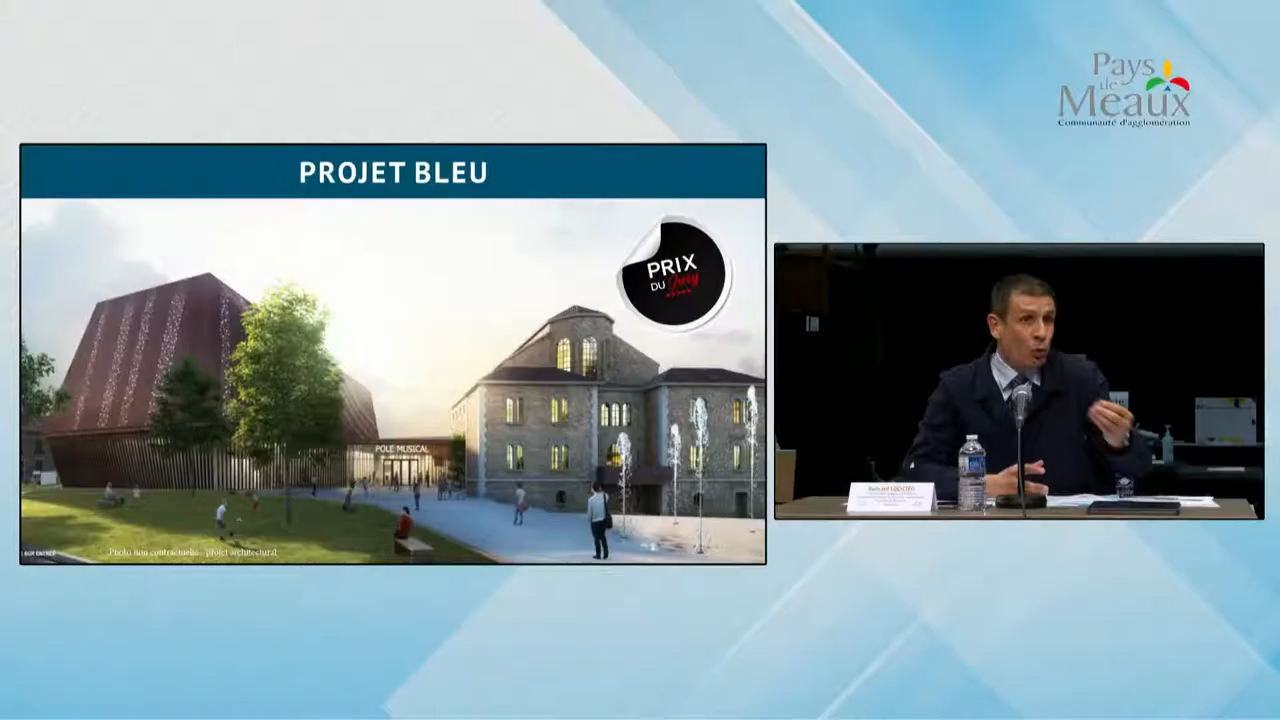 Pays
de
Meaux
Communauté d'agglomération
PROJET BLEU
PRIX
DU Jury
POLE MUSICAL
Photo non contractuelle - projet architectural